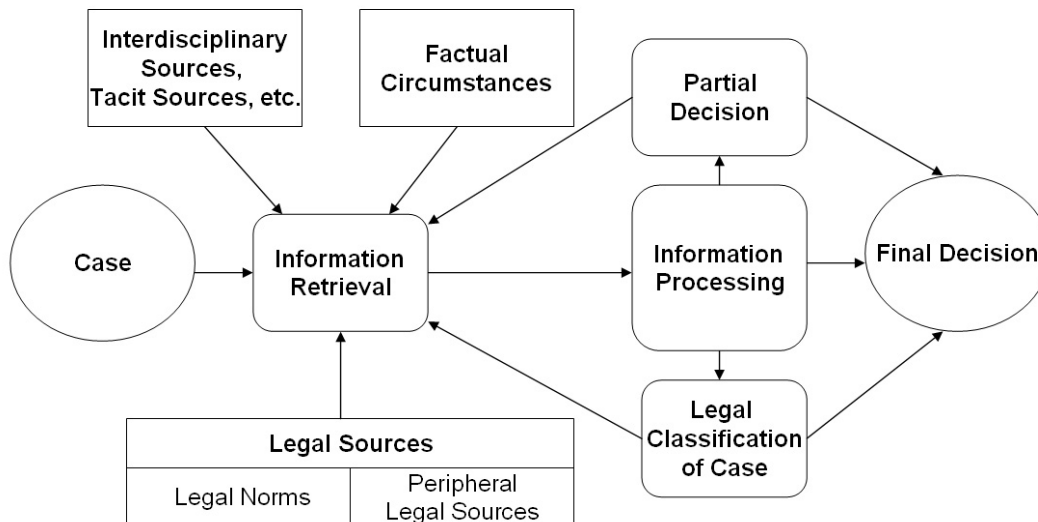 Interdisciplinary
Sources,
Tacit Sources, etc.
Factual
Circumstances
Partial
Decision
Case
Information
Retrieval
Information
Processing
Final Decision
Legal
Classification
of Case
Legal Sources
Legal Norms
Peripheral
Legal Sources